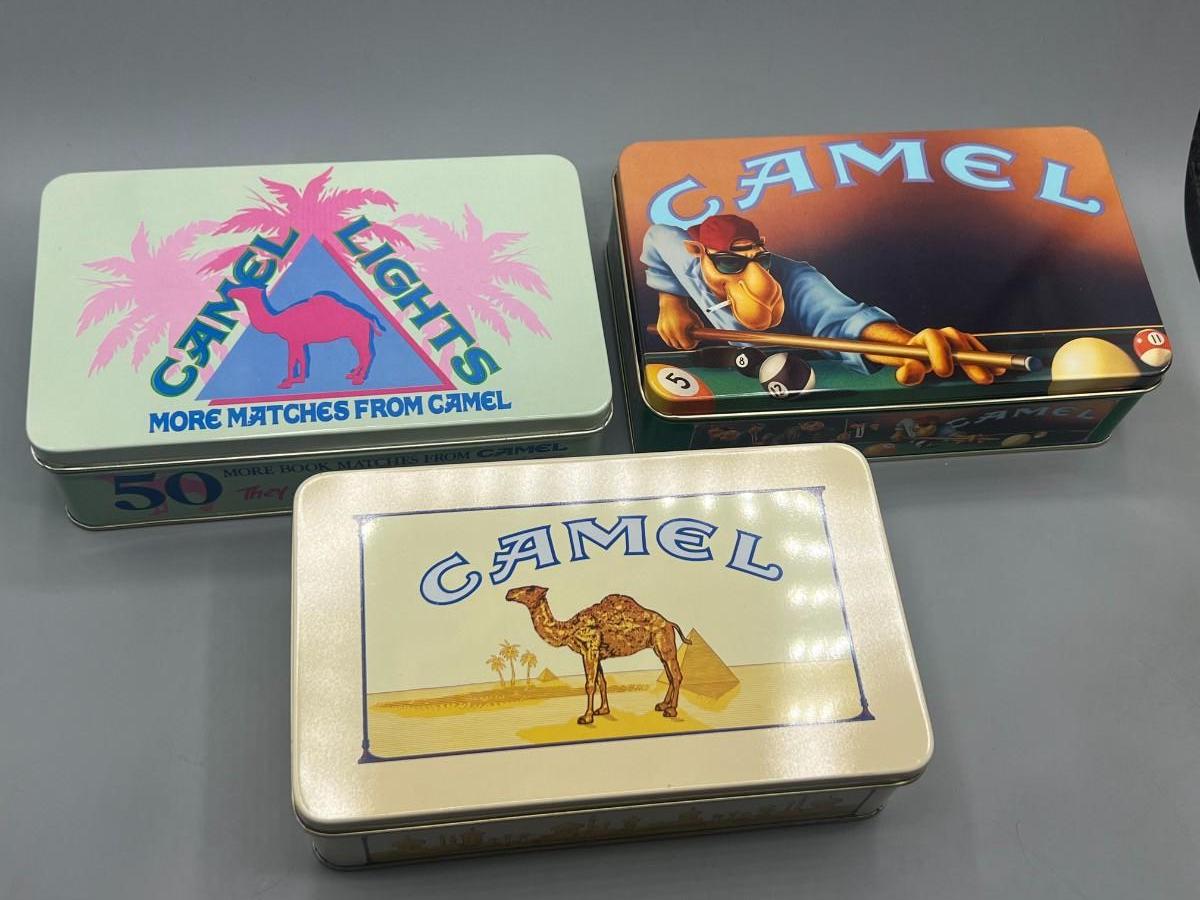 CAMEL LIGHTS
MORE MATCHES FROM CAMEL
50 MORE BOOK MATCHES FROM CAMEL
They
CAMEL
5
8
12
11
CAMEL
CAMEL